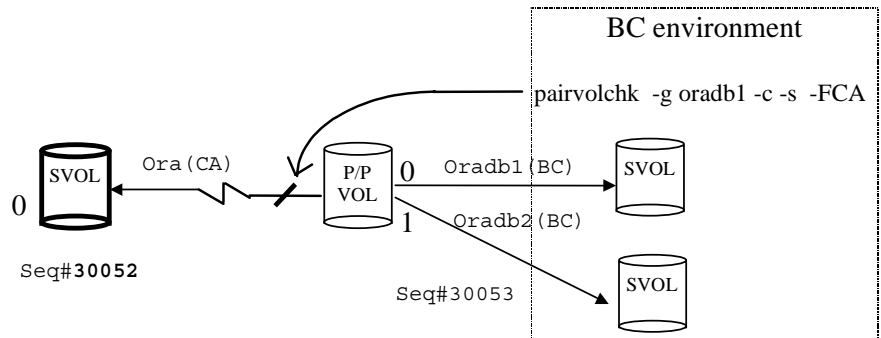 BC environment
pairvolchk -g oradb1 -c -s -FCA
Ora(CA)
SVOL
0
Seq#30052
P/P
VOL
0
1
Oradb1(BC)
Oradb2(BC)
Seq#30053
SVOL
SVOL